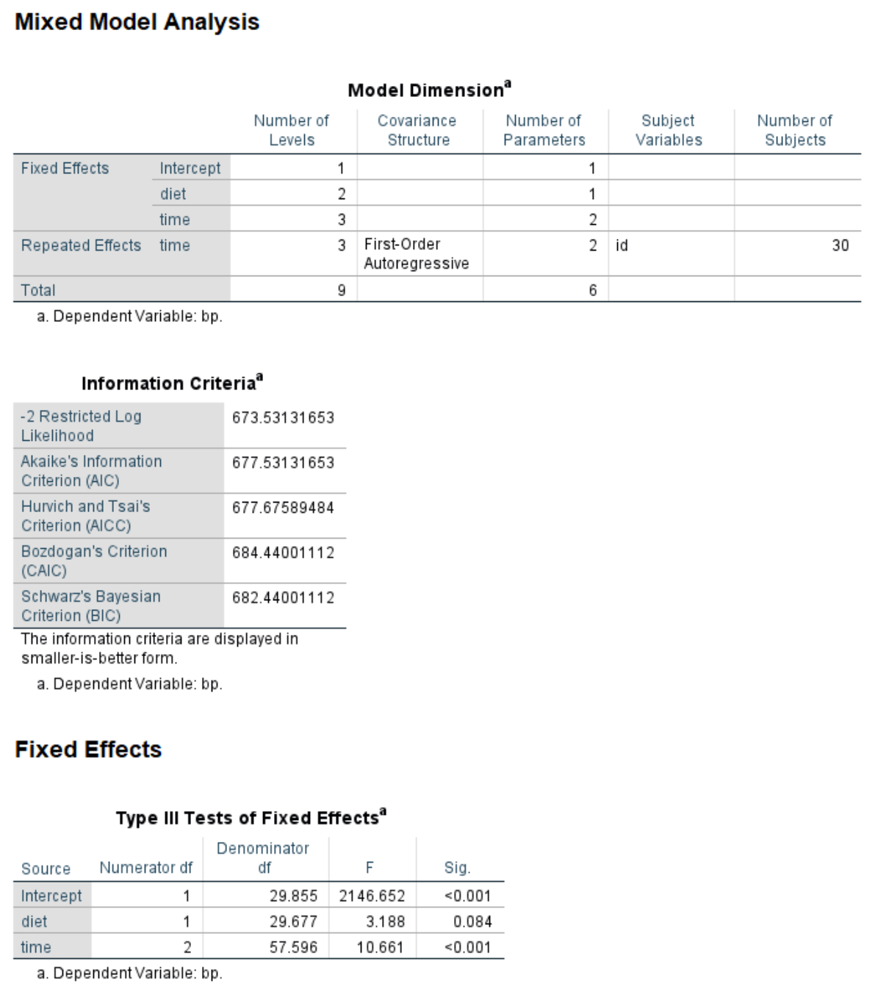 Mixed Model Analysis
Model Dimensionª
Number of Levels Covariance Structure Number of Parameters Subject Variables Number of Subjects
Fixed Effects Intercept 1 1
diet 2 1
time 3 2
Repeated Effects time 3 First-Order Autoregressive 2 id 30
Total 9 6
a. Dependent Variable: bp.
Information Criteriaª
-2 Restricted Log Likelihood 673.53131653
Akaike's Information Criterion (AIC) 677.53131653
Hurvich and Tsai's Criterion (AICC) 677.67589484
Bozdogan's Criterion (CAIC) 684.44001112
Schwarz's Bayesian Criterion (BIC) 682.44001112
The information criteria are displayed in
smaller-is-better form.
a. Dependent Variable: bp.
Fixed Effects
Type III Tests of Fixed Effectsª
Source Numerator df Denominator df F Sig.
Intercept 1 29.855 2146.652 <0.001
diet 1 29.677 3.188 0.084
time 2 57.596 10.661 <0.001
a. Dependent Variable: bp.